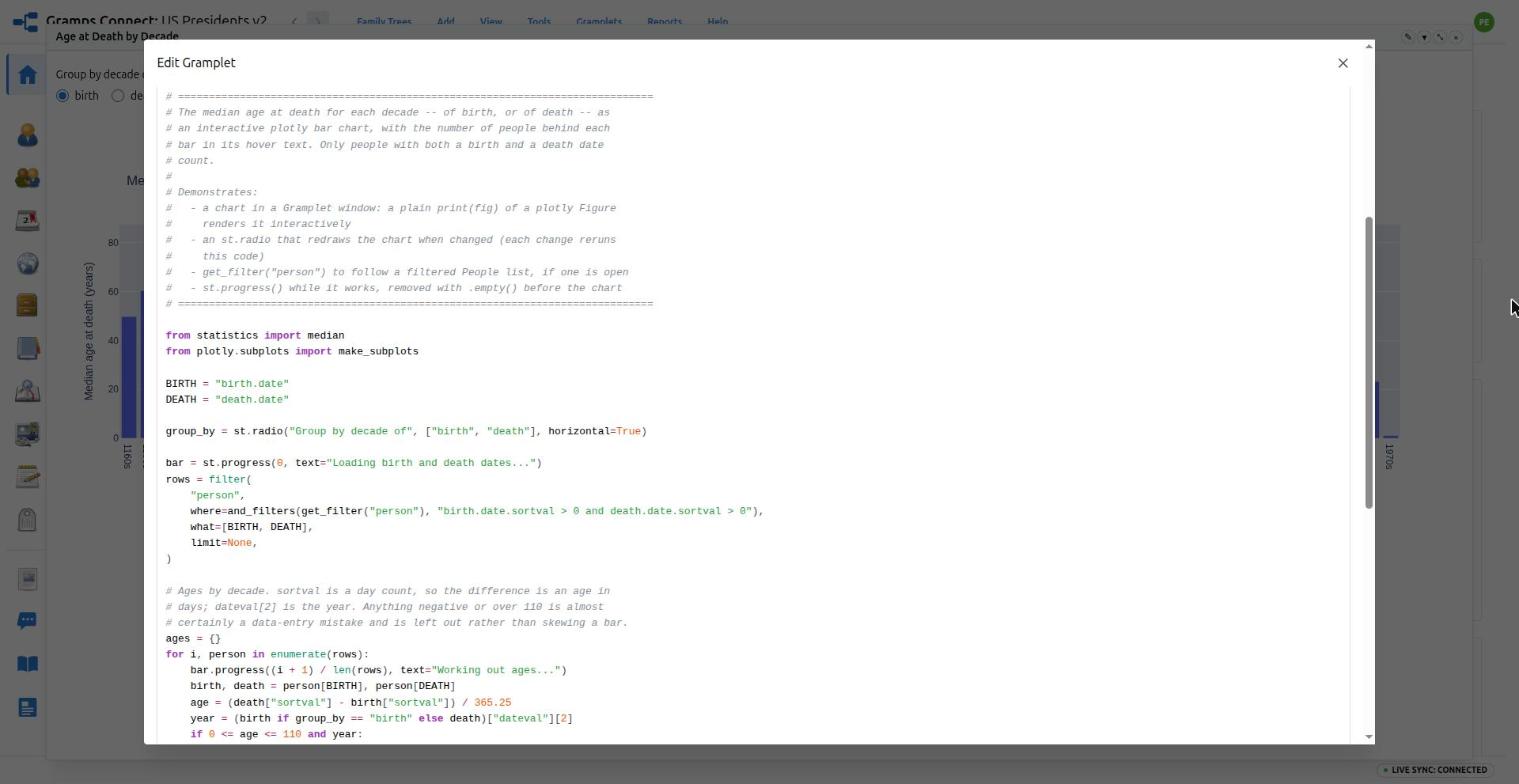 Gramps Connect: US Presidents v2
Family Trees Add View Tools Gramplets Reports Help
PE
Age at Death by Decade
Group by decade
birth de
Me
Median age at death (years)
80
60
40
20
0
1160s
1970s
Edit Gramplet
# =============================================================================
# The median age at death for each decade -- of birth, or of death -- as
# an interactive plotly bar chart, with the number of people behind each
# bar in its hover text. Only people with both a birth and a death date
# count.
#
# Demonstrates:
#   - a chart in a Gramplet window: a plain print(fig) of a plotly Figure
#     renders it interactively
#   - an st.radio that redraws the chart when changed (each change reruns
#     this code)
#   - get_filter("person") to follow a filtered People list, if one is open
#   - st.progress() while it works, removed with .empty() before the chart
# =============================================================================
from statistics import median
from plotly.subplots import make_subplots
BIRTH = "birth.date"
DEATH = "death.date"
group_by = st.radio("Group by decade of", ["birth", "death"], horizontal=True)
bar = st.progress(0, text="Loading birth and death dates...")
rows = filter(
    "person",
    where=and_filters(get_filter("person"), "birth.date.sortval > 0 and death.date.sortval > 0"),
    what=[BIRTH, DEATH],
    limit=None,
)
# Ages by decade. sortval is a day count, so the difference is an age in
# days; dateval[2] is the year. Anything negative or over 110 is almost
# certainly a data-entry mistake and is left out rather than skewing a bar.
ages = {}
for i, person in enumerate(rows):
    bar.progress((i + 1) / len(rows), text="Working out ages...")
    birth, death = person[BIRTH], person[DEATH]
    age = (death["sortval"] - birth["sortval"]) / 365.25
    year = (birth if group_by == "birth" else death)["dateval"][2]
    if 0 <= age <= 110 and year:
LIVE SYNC: CONNECTED